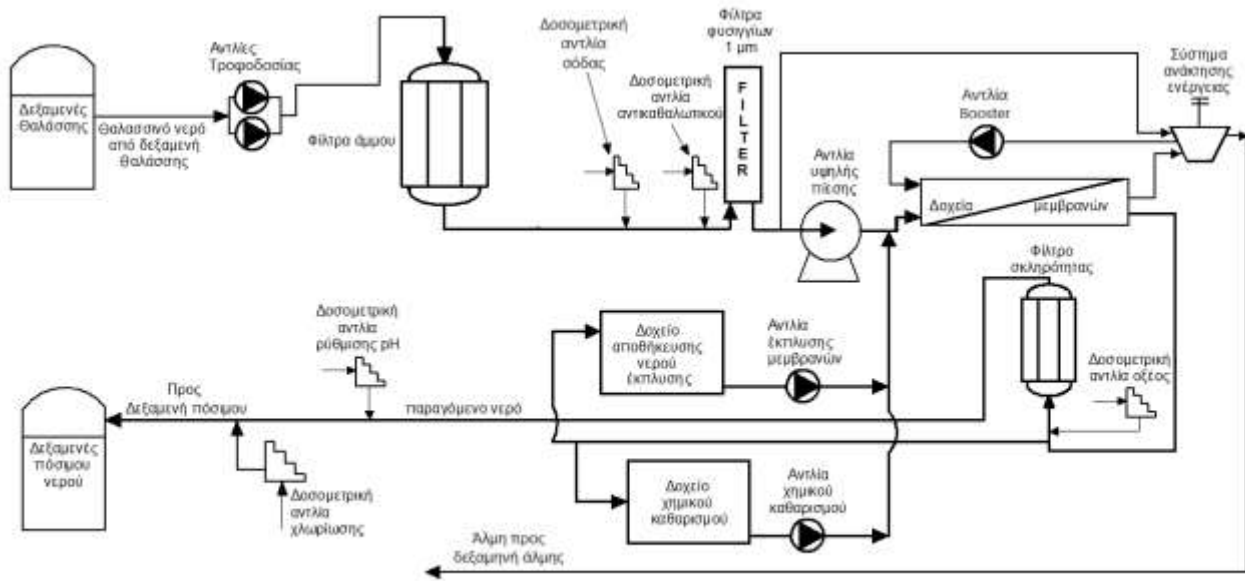 Δεξαμενές
Θαλάσσης
Θαλασσινό νερό
από δεξαμενή
θαλάσσης
Αντλίες
Τροφοδοσίας
Φίλτρα άμμου
Δοσομετρική
αντλία
σόδας
Δοσομετρική
αντλία
αντικαθαλωτικού
Φίλτρα
φυσιγγίων
1 μm
FILTER
Αντλία
υψηλής
πίεσης
Αντλία
Booster
Σύστημα
ανάκτησης
ενέργειας
Δοχεία
μεμβρανών
Φίλτρο
σκληρότητας
Δοσομετρική
αντλία οξέος
Δοσομετρική
αντλία
ρύθμισης pH
Δοχείο
αποθήκευσης
νερού
έκπλυσης
Αντλία
έκπλυσης
μεμβρανών
Προς
Δεξαμενή πόσιμου
παραγόμενο νερό
Δεξαμενές
πόσιμου
νερού
Δοσομετρική
αντλία
χλωρίωσης
Δοχείο
χημικού
καθαρισμού
Αντλία
χημικού
καθαρισμού
Άλμη προς
δεξαμηνή άλμης